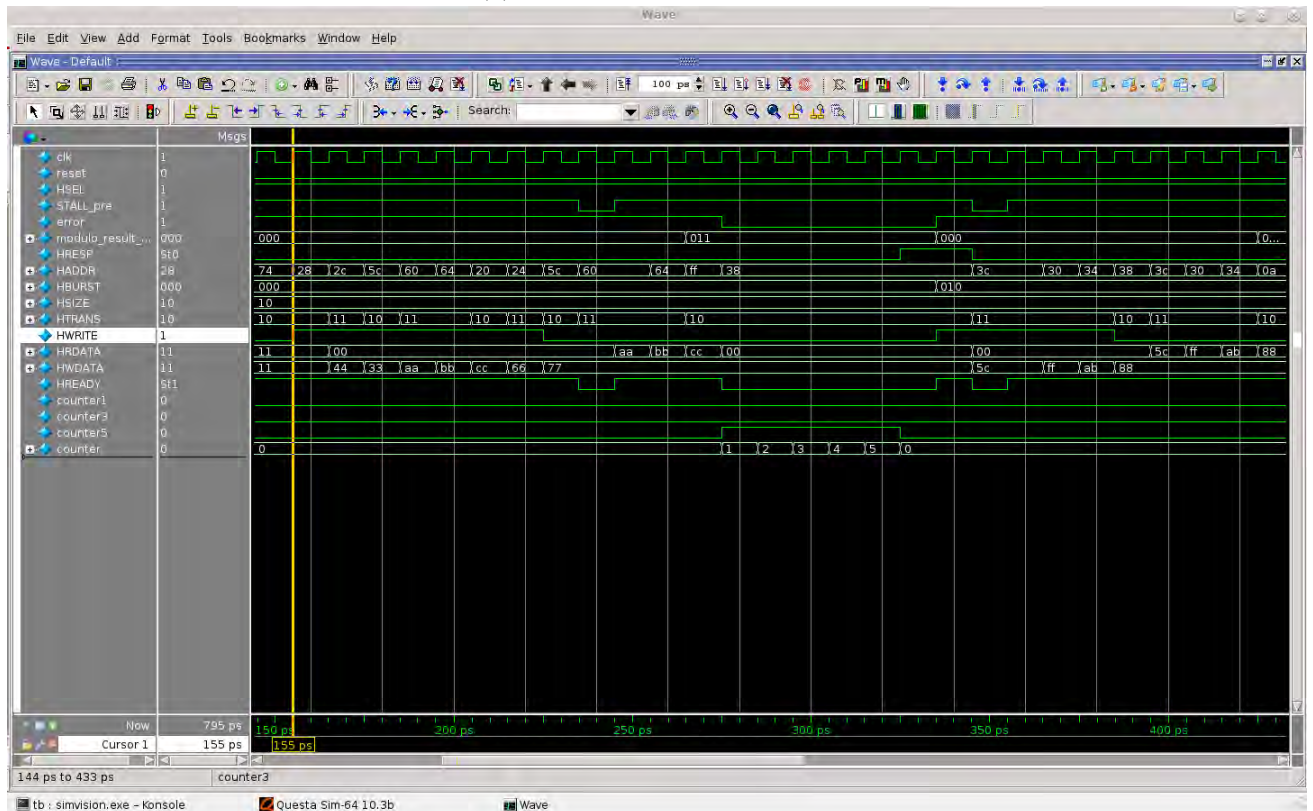 Wave
File Edit View Add Format Tools Bookmarks Window Help
Wave - Default
100 ps
Search:
Msgs
clk 1
reset 0
HSEL 1
STALL_pre 1
error 1
modulo_result_... 000 000 011 000 0...
HRESP St0
HADDR 28 74 28 2c 5c 60 64 20 24 5c 60 64 ff 38 3c 30 34 38 3c 30 34 0a
HBURST 000 000 010
HSIZE 10 10
HTRANS 10 10 11 10 11 10 11 10 11 10 11 10 11 10
HWRITE 1
HRDATA 11 11 00 aa bb cc 00 00 5c ff ab 88
HWDATA 11 11 44 33 aa bb cc 66 77 5c ff ab 88
HREADY St1
counter1 0
counter3 0
counter5 0
counter 0 0 1 2 3 4 5 0
Now 795 ps 150 ps 200 ps 250 ps 300 ps 350 ps 400 ps
Cursor 1 155 ps 155 ps
144 ps to 433 ps counter3
tb : simvision.exe - Konsole Questa Sim-64 10.3b Wave